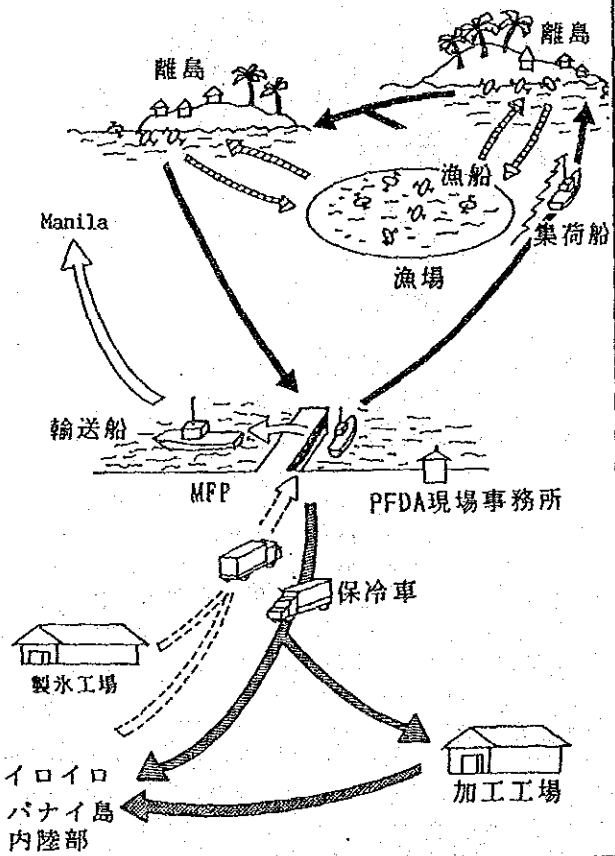 離島
離島
漁船
集荷船
漁場
Manila
輸送船
MFP
PFDA現場事務所
保冷車
製氷工場
加工工場
イロイロ
パナイ島
内陸部